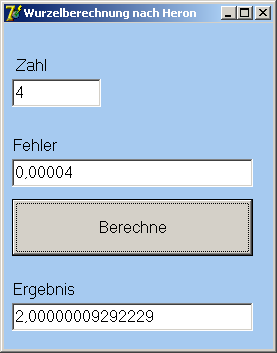 Wurzelberechnung nach Heron
Zahl
4
Fehler
0,00004
Berechne
Ergebnis
2,00000009292229